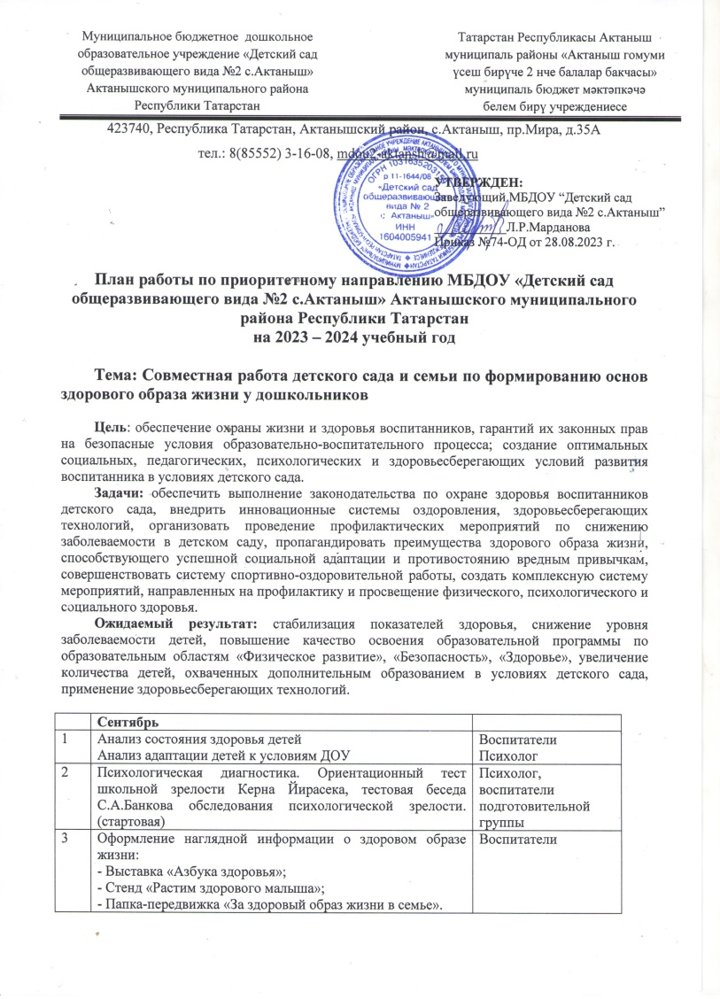 Муниципальное бюджетное дошкольное
образовательное учреждение «Детский сад
общеразвивающего вида №2 с.Актаныш»
Актанышского муниципального района
Республики Татарстан
Татарстан Республикасы Актаныш
муниципаль районы «Актаныш гомуми
үсеш бирүче 2 нче балалар бакчасы»
муниципаль бюджет мәктәпкәчә
белем бирү учреждениесе
423740, Республика Татарстан, Актанышский район, с.Актаныш, пр.Мира, д.35А
тел.: 8(85552) 3-16-08,
р 11-1644/08
«Детский сад
общеразвивающего
вида № 2
с. Актаныш»
ИНН
1604005941
УТВЕРЖДЕН:
Заведующий МБДОУ “Детский сад
общеразвивающего вида №2 с.Актаныш”
Л.Р.Марданова
Приказ №74-ОД от 28.08.2023 г.
План работы по приоритетному направлению МБДОУ «Детский сад
общеразвивающего вида №2 с.Актаныш» Актанышского муниципального
района Республики Татарстан
на 2023 – 2024 учебный год
Тема: Совместная работа детского сада и семьи по формированию основ
здорового образа жизни у дошкольников
Цель: обеспечение охраны жизни и здоровья воспитанников, гарантий их законных прав
на безопасные условия образовательно-воспитательного процесса; создание оптимальных
социальных, педагогических, психологических и здоровьесберегающих условий развития
воспитанника в условиях детского сада.
Задачи: обеспечить выполнение законодательства по охране здоровья воспитанников
детского сада, внедрить инновационные системы оздоровления, здоровьесберегающих
технологий, организовать проведение профилактических мероприятий по снижению
заболеваемости в детском саду, пропагандировать преимущества здорового образа жизни,
способствующего успешной социальной адаптации и противостоянию вредным привычкам,
совершенствовать систему спортивно-оздоровительной работы, создать комплексную систему
мероприятий, направленных на профилактику и просвещение физического, психологического и
социального здоровья.
Ожидаемый результат: стабилизация показателей здоровья, снижение уровня
заболеваемости детей, повышение качество освоения образовательной программы по
образовательным областям «Физическое развитие», «Безопасность», «Здоровье», увеличение
количества детей, охваченных дополнительным образованием в условиях детского сада,
применение здоровьесберегающих технологий.
Сентябрь
1 Анализ состояния здоровья детей Воспитатели
Анализ адаптации детей к условиям ДОУ Психолог
2 Психологическая диагностика. Ориентационный тест Психолог,
школьной зрелости Керна Йирасека, тестовая беседа воспитатели
С.А.Банкова обследования психологической зрелости. подготовительной
(стартовая) группы
3 Оформление наглядной информации о здоровом образе Воспитатели
жизни:
- Выставка «Азбука здоровья»;
- Стенд «Растим здорового малыша»;
- Папка-передвижка «За здоровый образ жизни в семье».